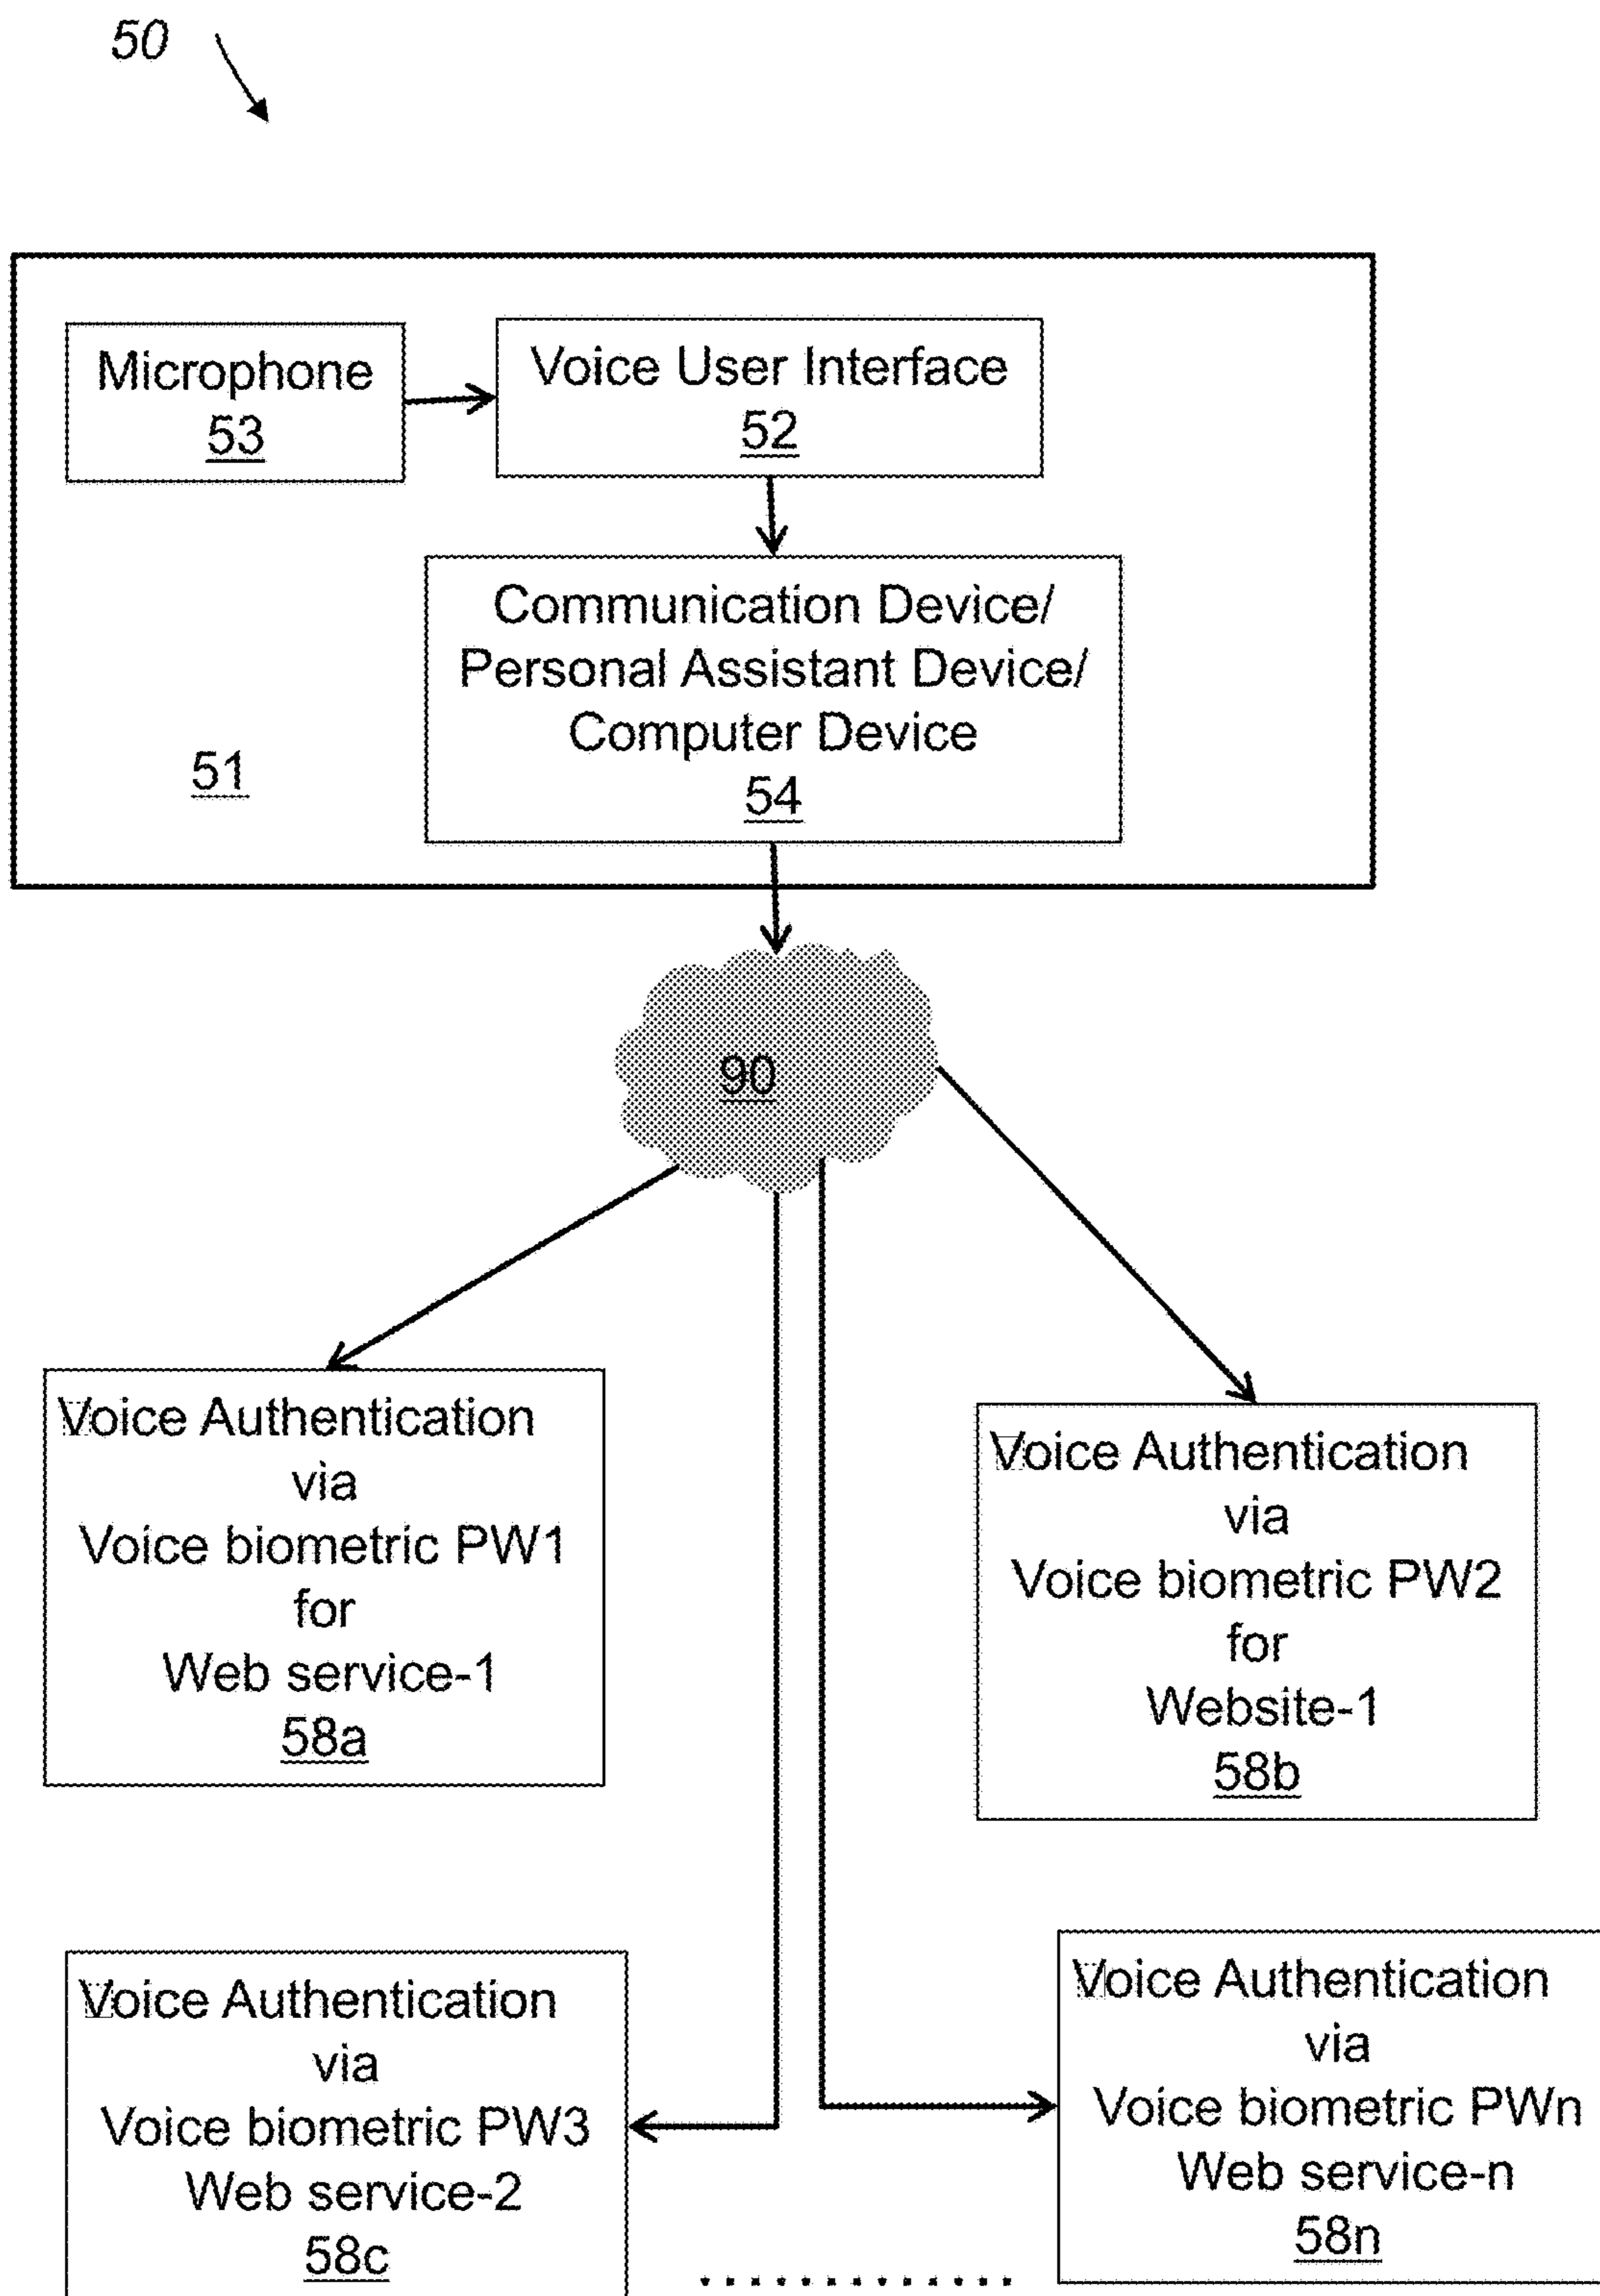 50
Microphone
53
Voice User Interface
52
Communication Device/
Personal Assistant Device/
Computer Device
54
51
90
Voice Authentication
via
Voice biometric PW1
for
Web service-1
58a
Voice Authentication
via
Voice biometric PW2
for
Website-1
58b
Voice Authentication
via
Voice biometric PW3
Web service-2
58c
Voice Authentication
via
Voice biometric PWn
Web service-n
58n
............